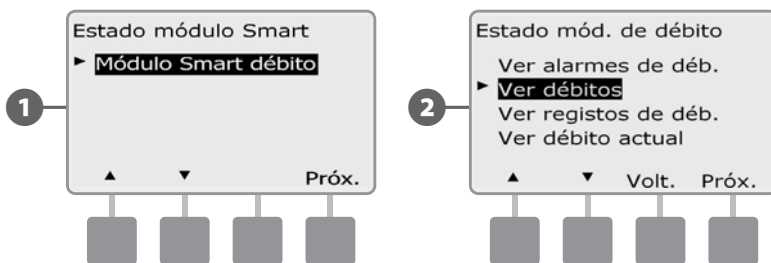 1
Estado módulo Smart
► Módulo Smart débito
▲ ▼ Próx.
2
Estado mód. de débito
Ver alarmes de déb.
► Ver débitos
Ver registos de déb.
Ver débito actual
▲ ▼ Volt. Próx.